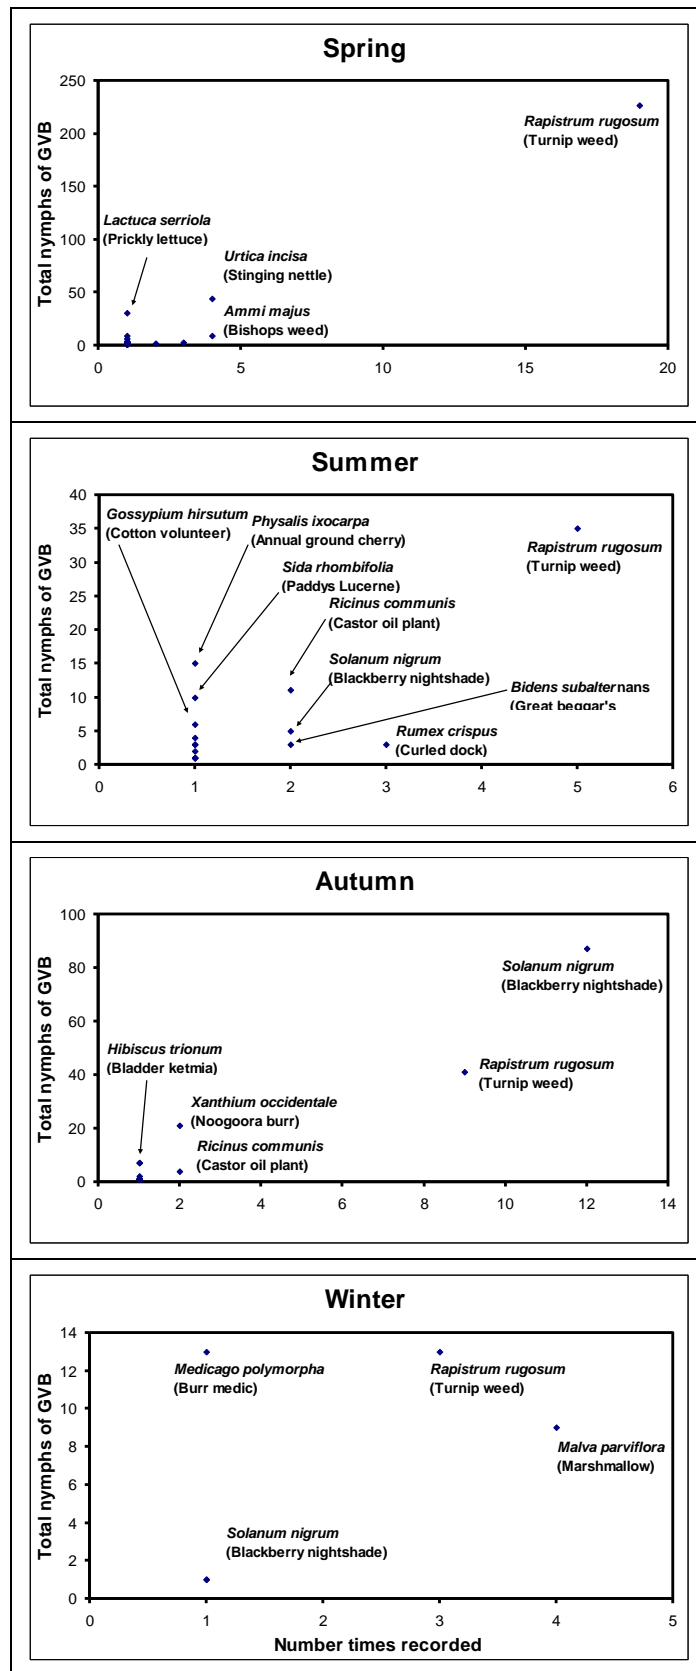 Spring
Total nymphs of GVB
250
200
150
100
50
0
Rapistrum rugosum
(Turnip weed)
Lactuca serriola
(Prickly lettuce)
Urtica incisa
(Stinging nettle)
Ammi majus
(Bishops weed)
0 5 10 15 20
Summer
Total nymphs of GVB
40
35
30
25
20
15
10
5
0
Gossypium hirsutum
(Cotton volunteer)
Physalis ixocarpa
(Annual ground cherry)
Rapistrum rugosum
(Turnip weed)
Sida rhombifolia
(Paddys Lucerne)
Ricinus communis
(Castor oil plant)
Solanum nigrum
(Blackberry nightshade)
Bidens subalternans
(Great beggar's
Rumex crispus
(Curled dock)
0 1 2 3 4 5 6
Autumn
Total nymphs of GVB
100
80
60
40
20
0
Solanum nigrum
(Blackberry nightshade)
Hibiscus trionum
(Bladder ketmia)
Rapistrum rugosum
(Turnip weed)
Xanthium occidentale
(Noogoora burr)
Ricinus communis
(Castor oil plant)
0 2 4 6 8 10 12 14
Winter
Total nymphs of GVB
14
12
10
8
6
4
2
0
Medicago polymorpha
(Burr medic)
Rapistrum rugosum
(Turnip weed)
Malva parviflora
(Marshmallow)
Solanum nigrum
(Blackberry nightshade)
0 1 2 3 4 5
Number times recorded